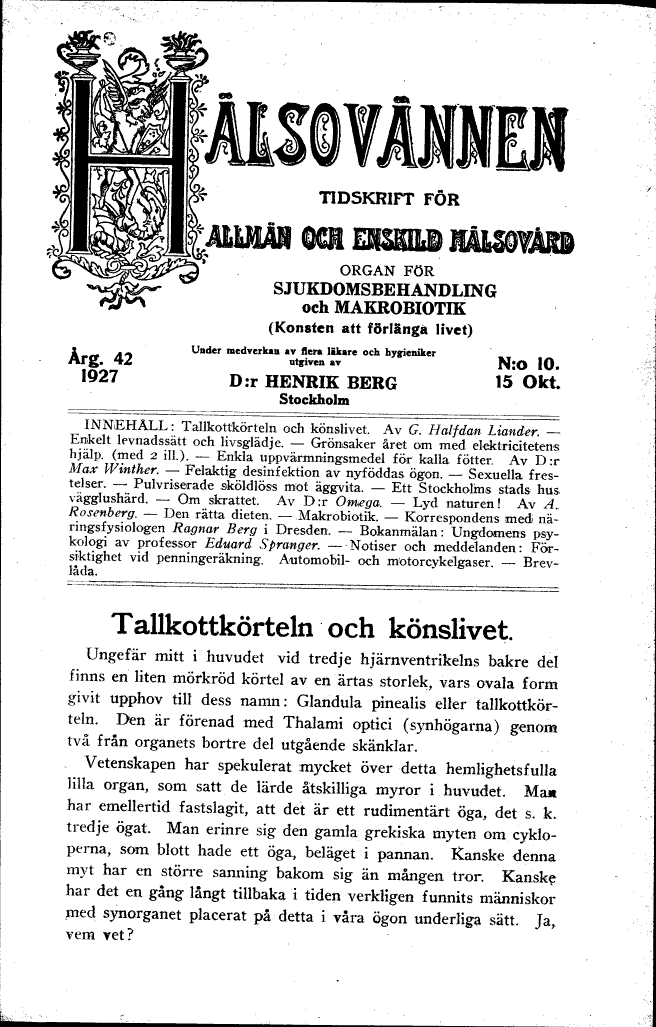 HÄLSOVÄNNEN
TIDSKRIFT FÖR
ALLMÄN OCH ENSKILD HÄLSOVÅRD
ORGAN FÖR
SJUKDOMSBEHANDLING
och MAKROBIOTIK
(Konsten att förlänga livet)
Årg. 42
1927
Under medverkan av flera läkare och hygieniker
utgiven av
D:r HENRIK BERG
Stockholm
N:o 10.
15 Okt.
INNEHÅLL: Tallkottkörteln och könslivet. Av G. Halfdan Liander. —
Enkelt levnadssätt och livsglädje. — Grönsaker året om med elektricitetens
hjälp. (med 2 ill.). — Enkla uppvärmningsmedel för kalla fötter. Av D:r
Max Winther. — Felaktig desinfektion av nyföddas ögon. — Sexuella fres-
telser. — Pulvriserade sköldlöss mot äggvita. — Ett Stockholms stads hus
vägglushärd. — Om skrattet. Av D:r Omega. — Lyd naturen! Av A.
Rosenberg. — Den rätta dieten. — Makrobiotik. — Korrespondens med nä-
ringsfysiologen Ragnar Berg i Dresden. — Bokanmälan: Ungdomens psy-
kologi av professor Eduard Spranger. — Notiser och meddelanden: För-
siktighet vid penningeräkning. Automobil- och motorcykelgaser. — Brev-
låda.
Tallkottkörteln och könslivet.
Ungefär mitt i huvudet vid tredje hjärnventrikelns bakre del
finns en liten mörkröd körtel av en ärtas storlek, vars ovala form
givit upphov till dess namn: Glandula pinealis eller tallkottkör-
teln. Den är förenad med Thalami optici (synhögarna) genom
två från organets bortre del utgående skänklar.
Vetenskapen har spekulerat mycket över detta hemlighetsfulla
lilla organ, som satt de lärde åtskilliga myror i huvudet. Man
har emellertid fastslagit, att det är ett rudimentärt öga, det s. k.
tredje ögat. Man erinre sig den gamla grekiska myten om cyklo-
perna, som blott hade ett öga, beläget i pannan. Kanske denna
myt har en större sanning bakom sig än mången tror. Kanske
har det en gång långt tillbaka i tiden verkligen funnits människor
med synorganet placerat på detta i våra ögon underliga sätt. Ja,
vem vet?